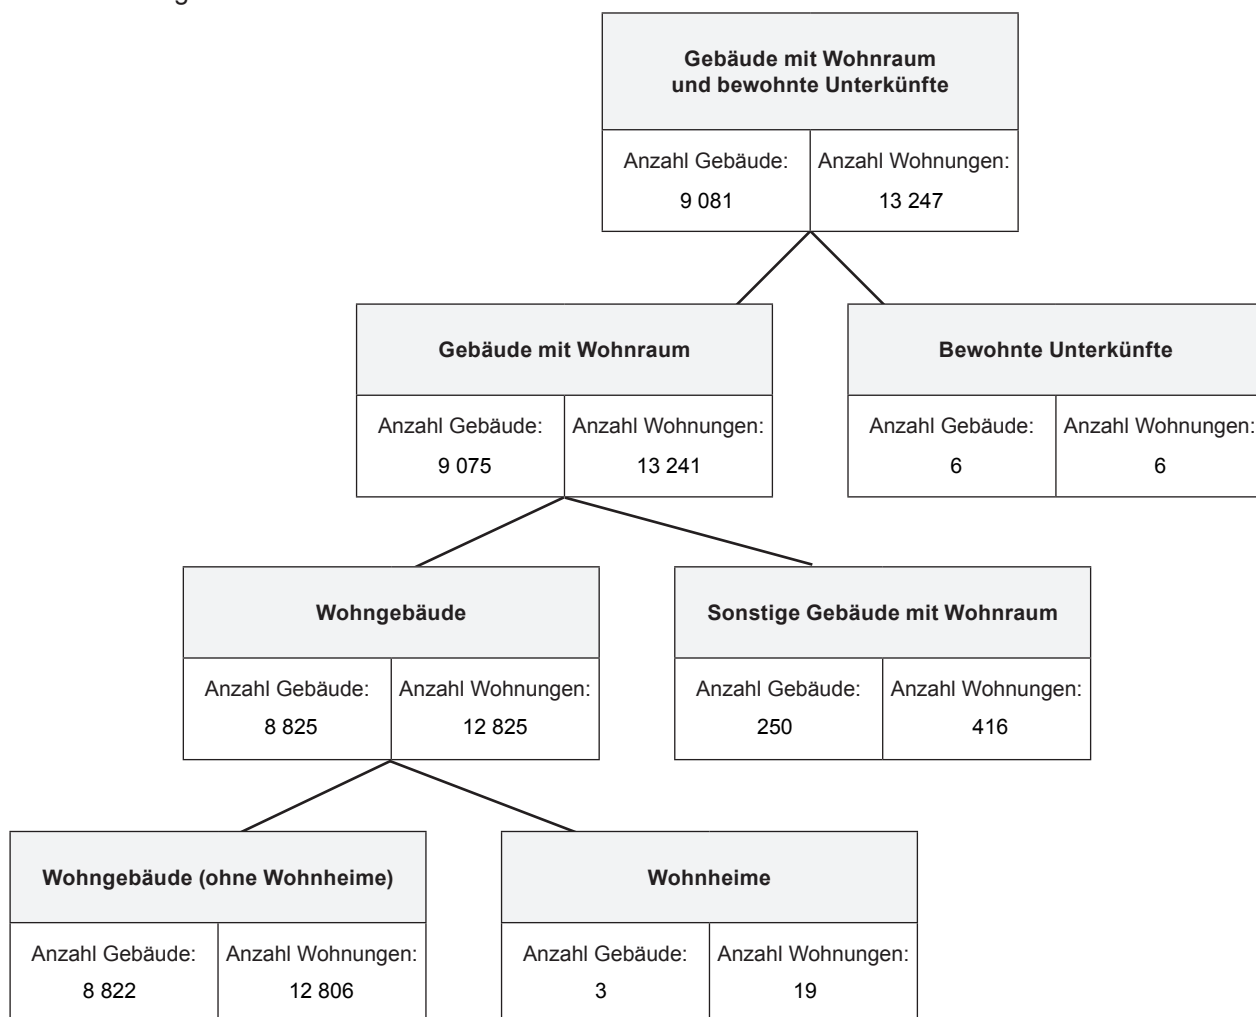 Gebäude mit Wohnraum
und bewohnte Unterkünfte
Anzahl Gebäude: Anzahl Wohnungen:
9 081 13 247
Gebäude mit Wohnraum Bewohnte Unterkünfte
Anzahl Gebäude: Anzahl Wohnungen: Anzahl Gebäude: Anzahl Wohnungen:
9 075 13 241 6 6
Wohngebäude Sonstige Gebäude mit Wohnraum
Anzahl Gebäude: Anzahl Wohnungen: Anzahl Gebäude: Anzahl Wohnungen:
8 825 12 825 250 416
Wohngebäude (ohne Wohnheime) Wohnheime
Anzahl Gebäude: Anzahl Wohnungen: Anzahl Gebäude: Anzahl Wohnungen:
8 822 12 806 3 19